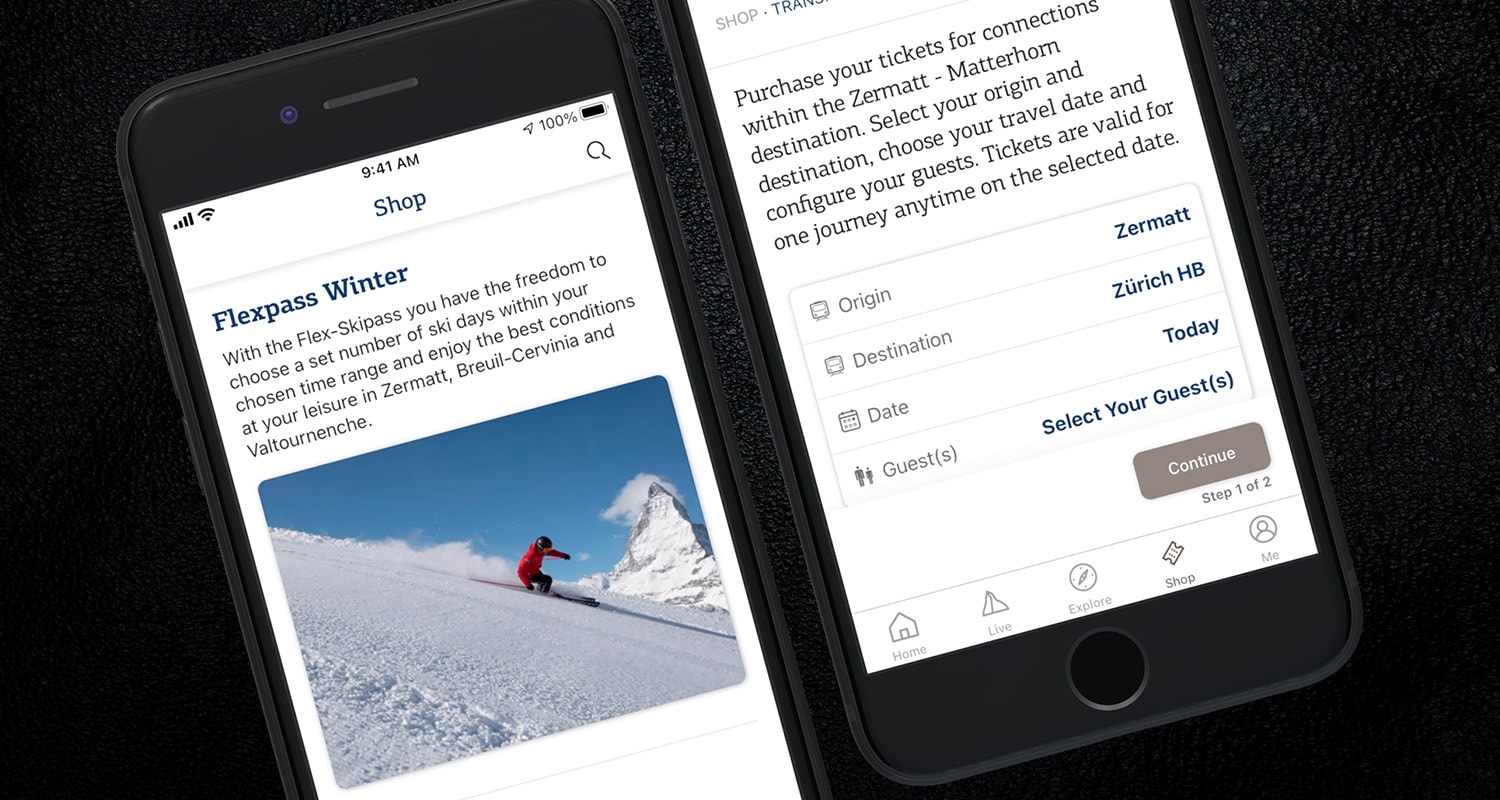 100%
9:41 AM
Shop
Flexpass Winter
With the Flex-Skipass you have the freedom to
choose a set number of ski days within your
chosen time range and enjoy the best conditions
at your leisure in Zermatt, Breuil-Cervinia and
Valtournenche.
SHOP ·
Purchase your tickets for connections
within the Zermatt - Matterhorn
destination. Select your origin and
destination, choose your travel date and
configure your guests. Tickets are valid for
one journey anytime on the selected date.
Origin Zermatt
Destination Zürich HB
Date Today
Guest(s) Select Your Guest(s)
Continue
Step 1 of 2
Home Live Explore Shop Me